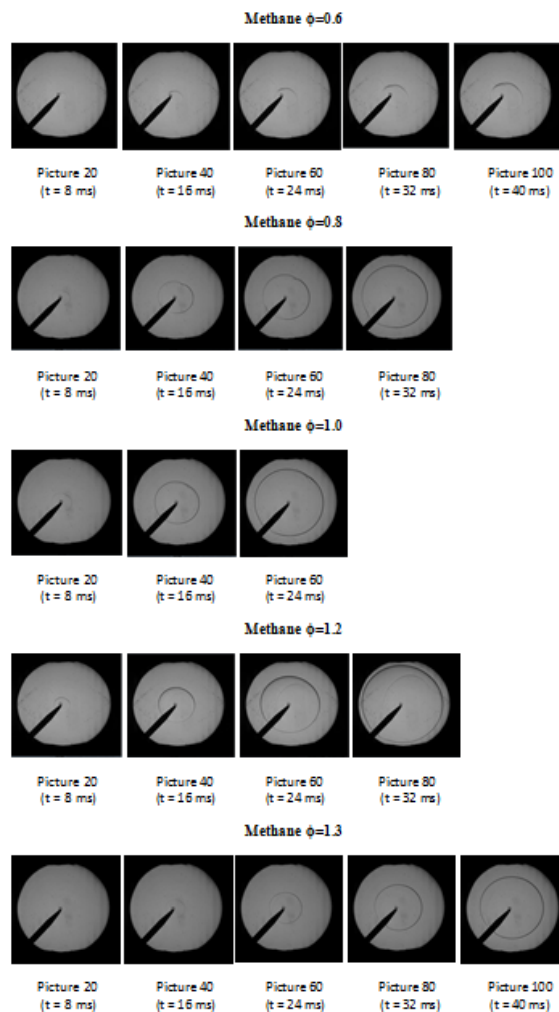 Methane ϕ=0.6
Picture 20 Picture 40 Picture 60 Picture 80 Picture 100
(t = 8 ms) (t = 16 ms) (t = 24 ms) (t = 32 ms) (t = 40 ms)
Methane ϕ=0.8
Picture 20 Picture 40 Picture 60 Picture 80
(t = 8 ms) (t = 16 ms) (t = 24 ms) (t = 32 ms)
Methane ϕ=1.0
Picture 20 Picture 40 Picture 60
(t = 8 ms) (t = 16 ms) (t = 24 ms)
Methane ϕ=1.2
Picture 20 Picture 40 Picture 60 Picture 80
(t = 8 ms) (t = 16 ms) (t = 24 ms) (t = 32 ms)
Methane ϕ=1.3
Picture 20 Picture 40 Picture 60 Picture 80 Picture 100
(t = 8 ms) (t = 16 ms) (t = 24 ms) (t = 32 ms) (t = 40 ms)